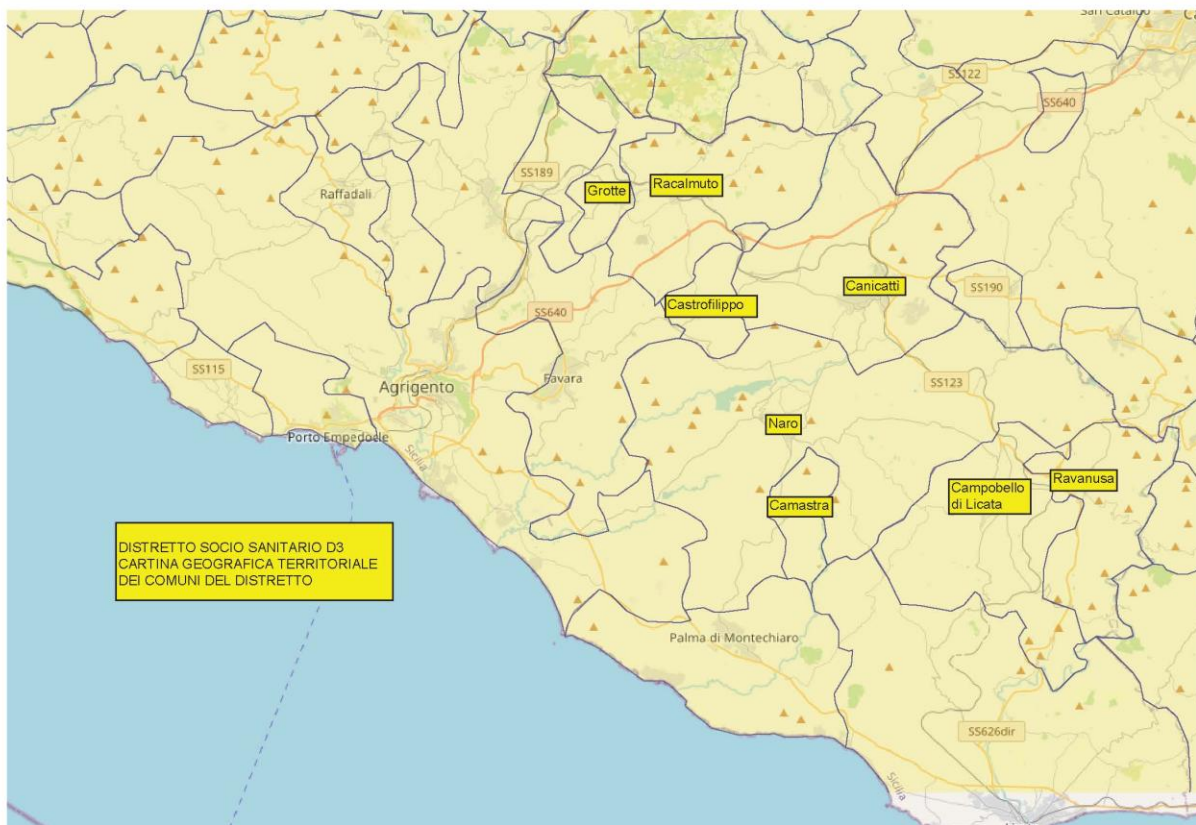 San Cataldo
SS122
SS640
SS189
Grotte
Racalmuto
Raffadali
Canicattì
SS190
Castrofilippo
SS640
SS115
Agrigento
Favara
SS123
Naro
Porto Empedocle
Sicilia
Campobello
di Licata
Ravanusa
Camastra
DISTRETTO SOCIO SANITARIO D3
CARTINA GEOGRAFICA TERRITORIALE
DEI COMUNI DEL DISTRETTO
Palma di Montechiaro
SS626dir
Sicilia